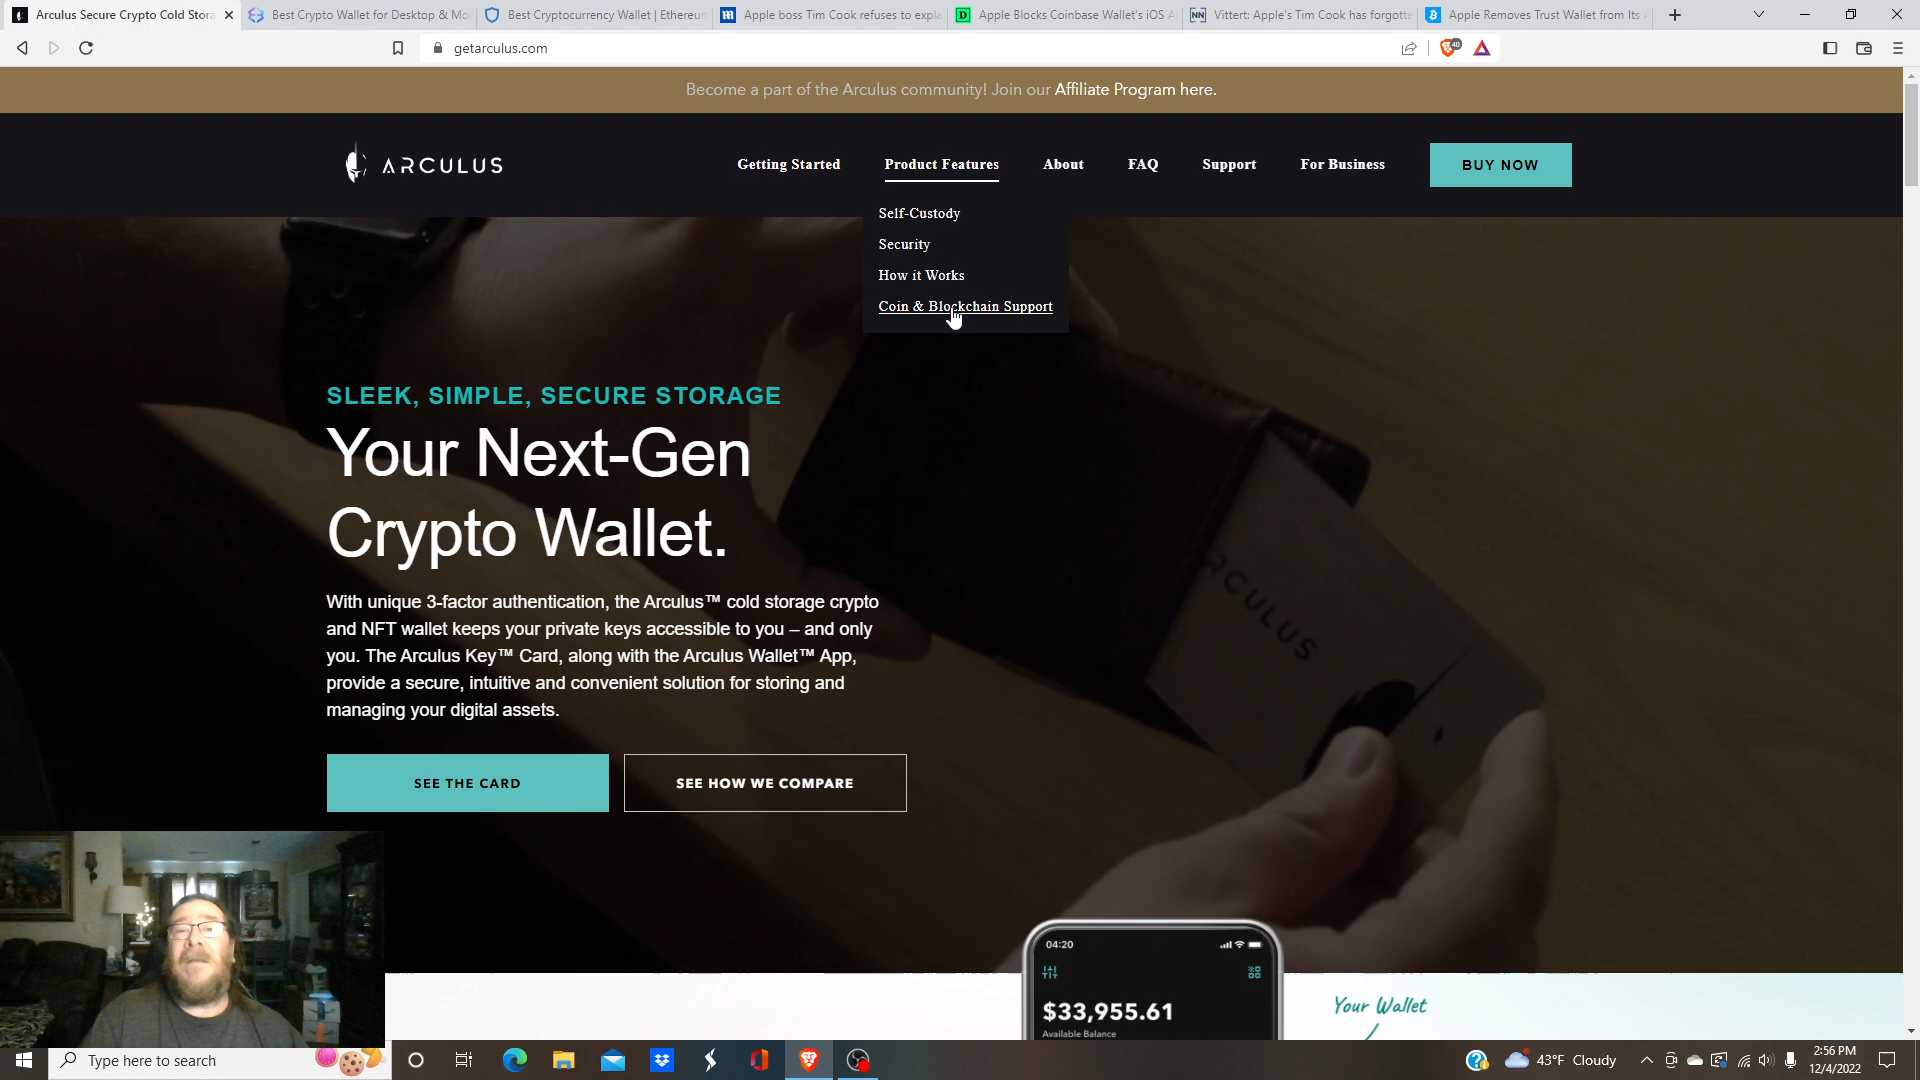 Arculus Secure Crypto Cold Stora
Best Crypto Wallet for Desktop & Mo
Best Cryptocurrency Wallet | Ethereum
Apple boss Tim Cook refuses to expla
Apple Blocks Coinbase Wallet's iOS A
Vittert: Apple's Tim Cook has forgotte
Apple Removes Trust Wallet from Its
getarculus.com
Become a part of the Arculus community! Join our Affiliate Program here.
ARCULUS
Getting Started
Product Features
About
FAQ
Support
For Business
BUY NOW
Self-Custody
Security
How it Works
Coin & Blockchain Support
SLEEK, SIMPLE, SECURE STORAGE
Your Next-Gen
Crypto Wallet.
With unique 3-factor authentication, the Arculus™ cold storage crypto
and NFT wallet keeps your private keys accessible to you – and only
you. The Arculus Key™ Card, along with the Arculus Wallet™ App,
provide a secure, intuitive and convenient solution for storing and
managing your digital assets.
SEE THE CARD
SEE HOW WE COMPARE
ARCULUS
04:20
$33,955.61
Available Balance
Your Wallet
Type here to search
43°F Cloudy
2:56 PM
12/4/2022